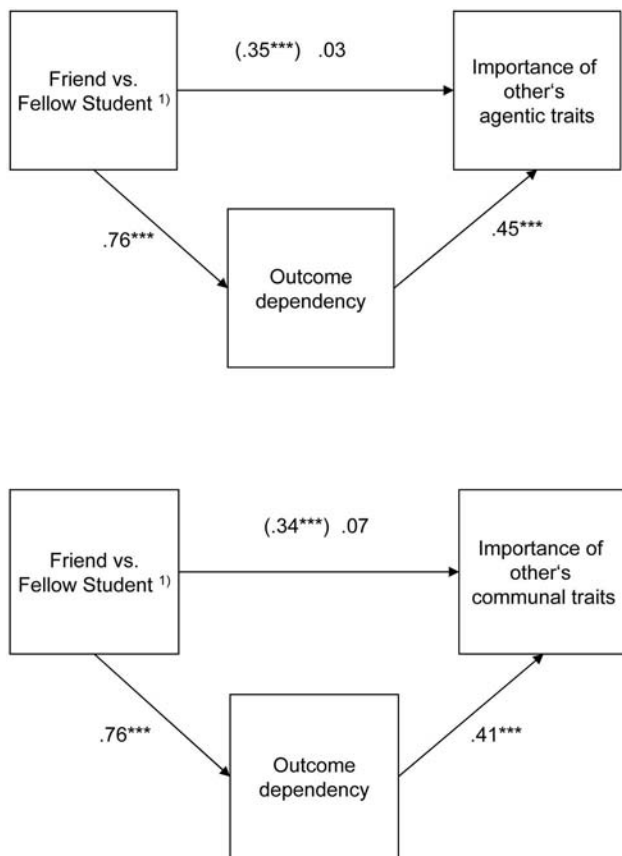 (.35***) .03
Friend vs.
Fellow Student 1)
Importance of
other‘s
agentic traits
.76***
.45***
Outcome
dependency
(.34***) .07
Friend vs.
Fellow Student 1)
Importance of
other‘s
communal traits
.76***
.41***
Outcome
dependency